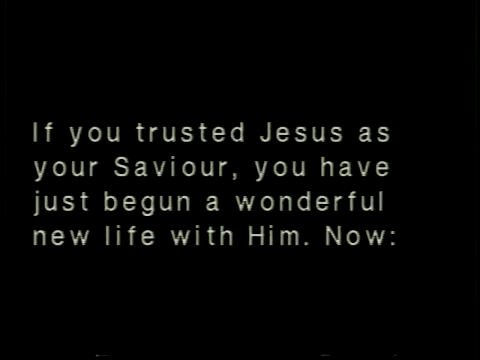 If you trusted Jesus as
your Saviour, you have
just begun a wonderful
new life with Him. Now: